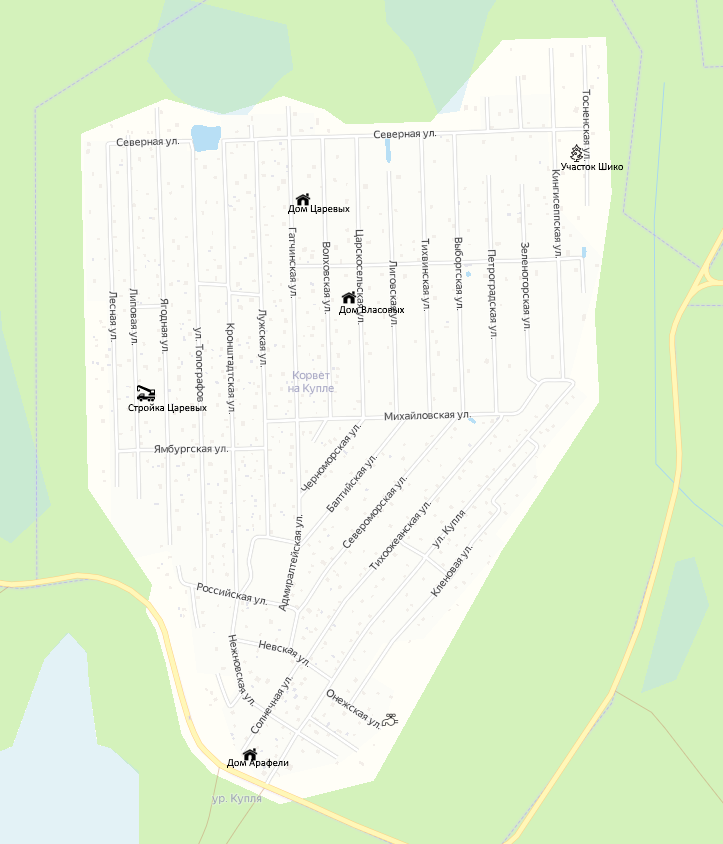 Северная ул.
Северная ул.
Тосненская ул.
Участок Шико
Кингисеппская ул.
Дом Царевых
Гатчинская ул.
Волховская ул.
Царскосельская ул.
Лиговская ул.
Тихвинская ул.
Выборгская ул.
Петроградская ул.
Зеленогорская ул.
Дом Власовых
Лесная ул.
Липовая ул.
Ягодная ул.
ул. Топографов
Кронштадтская ул.
Лужская ул.
Корвет
на Купле
Стройка Царевых
Михайловская ул.
Ямбургская ул.
Черноморская ул.
Балтийская ул.
Североморская ул.
Тихоокеанская ул.
ул. Купля
Кленовая ул.
Адмиралтейская ул.
Российская ул.
Невская ул.
Нежновская ул.
Солнечная ул.
Онежская ул.
Дом Арафели
ур. Купля